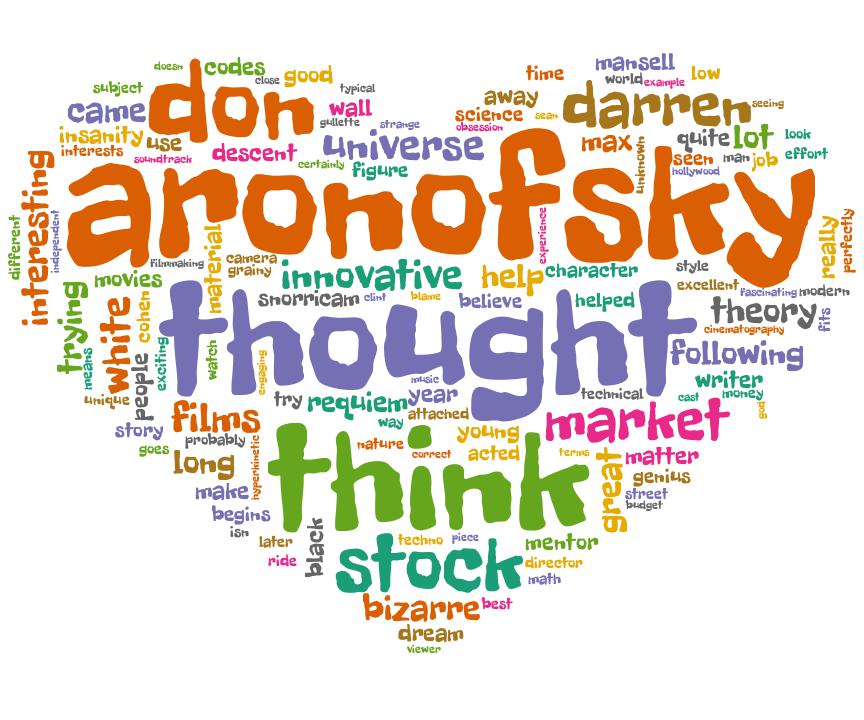 doesn
codes
close
good
subject
typical
came
don
wall
gullette
insanity
use
strange
interests
soundtrack
descent
universe
certainly
figure
time
mansell
world
example
low
away
science
sean
obsession
darren
seeing
max
unknown
quite
lot
look
seen
man
job
effort
hollywood
aronofsky
interesting
different
independent
experience
really
perfectly
filmmaking
material
camera
grainy
movies
innovative
help
character
style
excellent
fascinating
modern
snorricam
clint
blame
believe
helped
theory
cinematography
fits
trying
white
cohen
means
exciting
people
watch
engaging
thought
following
writer
money
cast
god
unique
try
requiem
music
year
attached
way
technical
films
story
probably
goes
long
hyperkinetic
nature
correct
young
acted
terms
market
great
matter
genius
street
budget
make
begins
isn
later
ride
black
think
techno
piece
mentor
director
math
stock
bizarre
best
dream
viewer